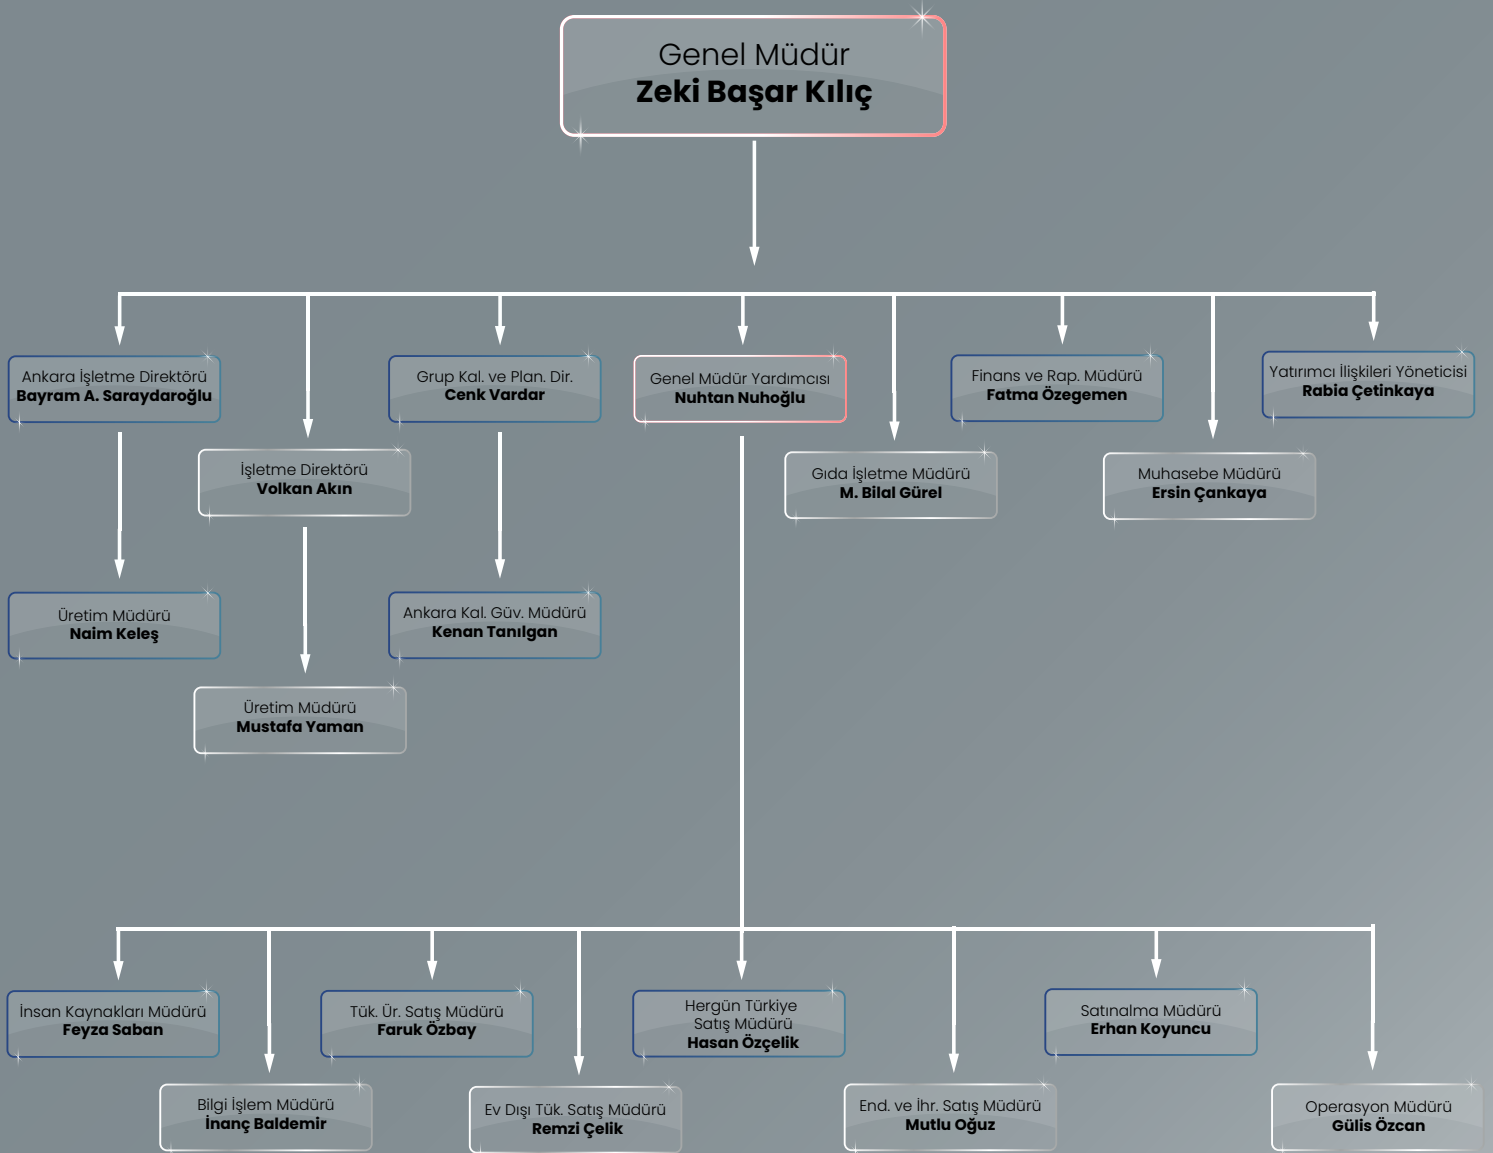 Genel Müdür
Zeki Başar Kılıç
Ankara İşletme Direktörü
Bayram A. Saraydaroğlu
Grup Kal. ve Plan. Dir.
Cenk Vardar
Genel Müdür Yardımcısı
Nuhtan Nuhoğlu
Finans ve Rap. Müdürü
Fatma Özegemen
Yatırımcı İlişkileri Yöneticisi
Rabia Çetinkaya
İşletme Direktörü
Volkan Akın
Gıda İşletme Müdürü
M. Bilal Gürel
Muhasebe Müdürü
Ersin Çankaya
Üretim Müdürü
Naim Keleş
Ankara Kal. Güv. Müdürü
Kenan Tanılgan
Üretim Müdürü
Mustafa Yaman
İnsan Kaynakları Müdürü
Feyza Saban
Tük. Ür. Satış Müdürü
Faruk Özbay
Hergün Türkiye
Satış Müdürü
Hasan Özçelik
Satınalma Müdürü
Erhan Koyuncu
Bilgi İşlem Müdürü
İnanç Baldemir
Ev Dışı Tük. Satış Müdürü
Remzi Çelik
End. ve İhr. Satış Müdürü
Mutlu Oğuz
Operasyon Müdürü
Gülis Özcan